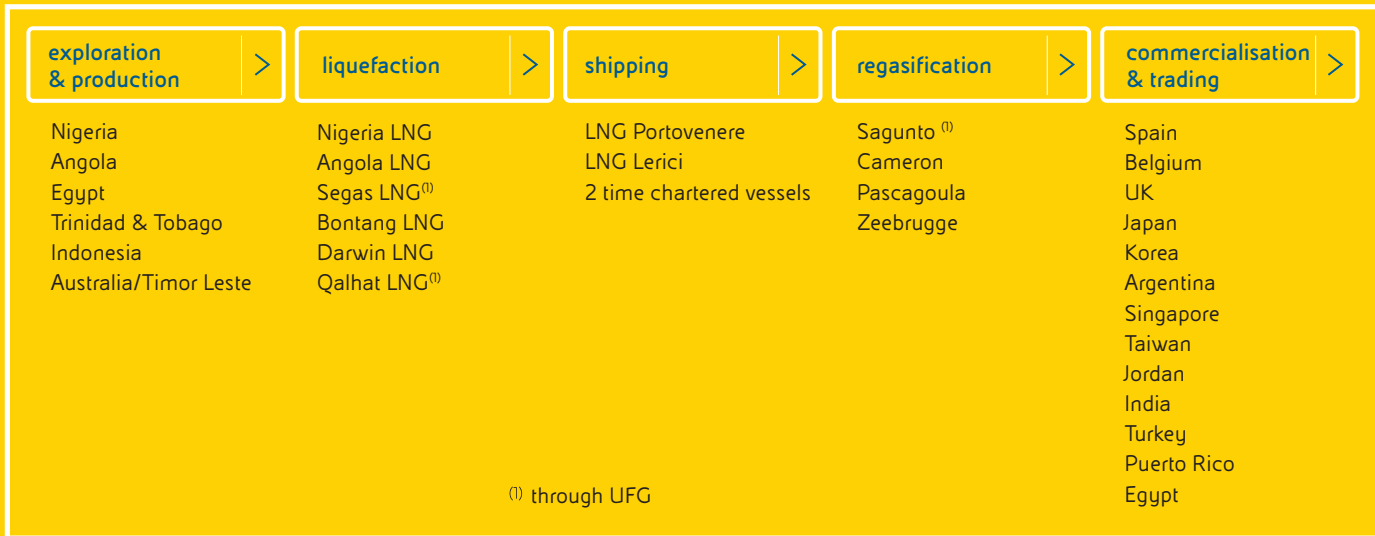 exploration
& production
>
liquefaction
>
shipping
>
regasification
>
commercialisation
& trading
>
Nigeria
Angola
Egypt
Trinidad & Tobago
Indonesia
Australia/Timor Leste
Nigeria LNG
Angola LNG
Segas LNG(1)
Bontang LNG
Darwin LNG
Qalhat LNG(1)
LNG Portovenere
LNG Lerici
2 time chartered vessels
Sagunto (1)
Cameron
Pascagoula
Zeebrugge
Spain
Belgium
UK
Japan
Korea
Argentina
Singapore
Taiwan
Jordan
India
Turkey
Puerto Rico
Egypt
(1) through UFG